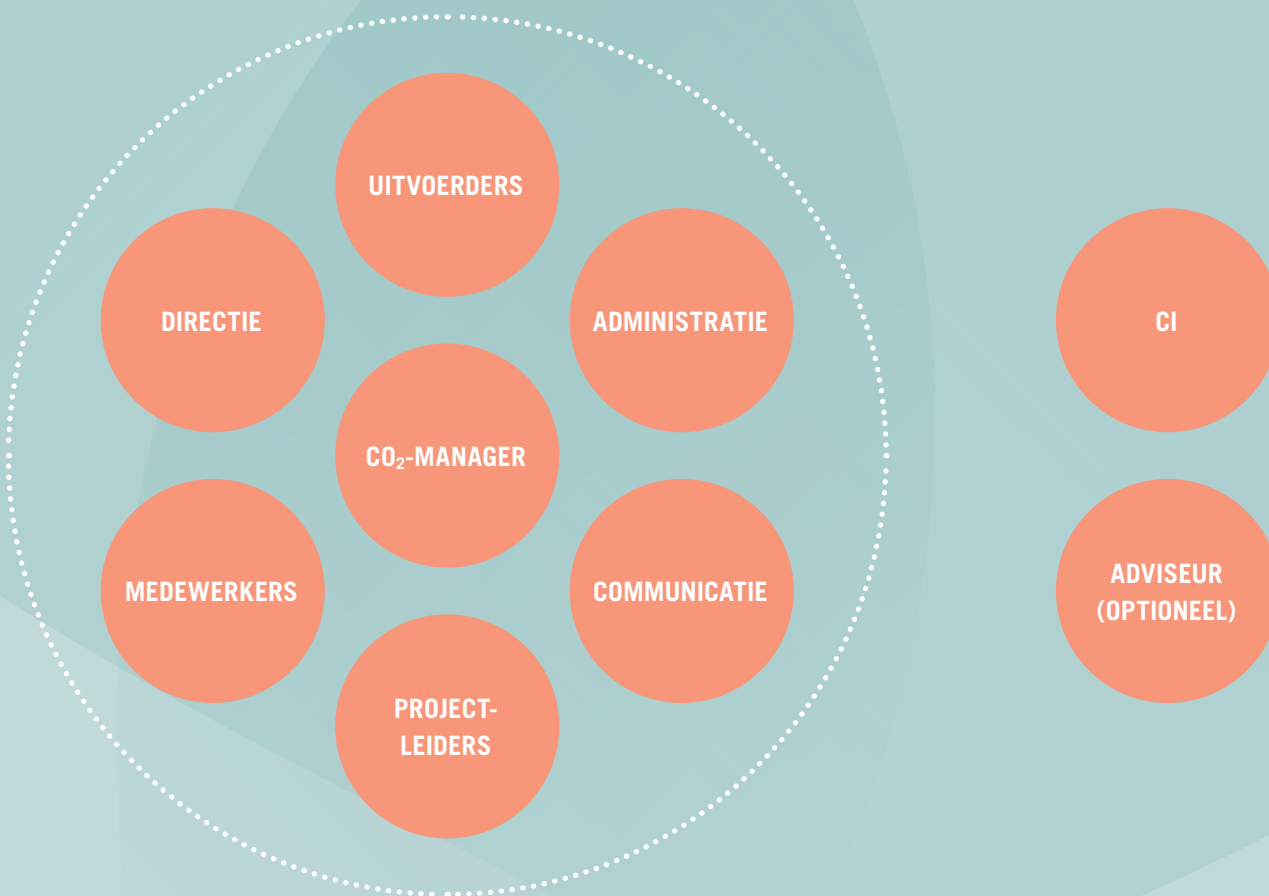 UITVOERDERS
DIRECTIE
ADMINISTRATIE
CI
CO₂-MANAGER
MEDEWERKERS
COMMUNICATIE
ADVISEUR
(OPTIONEEL)
PROJECT-
LEIDERS